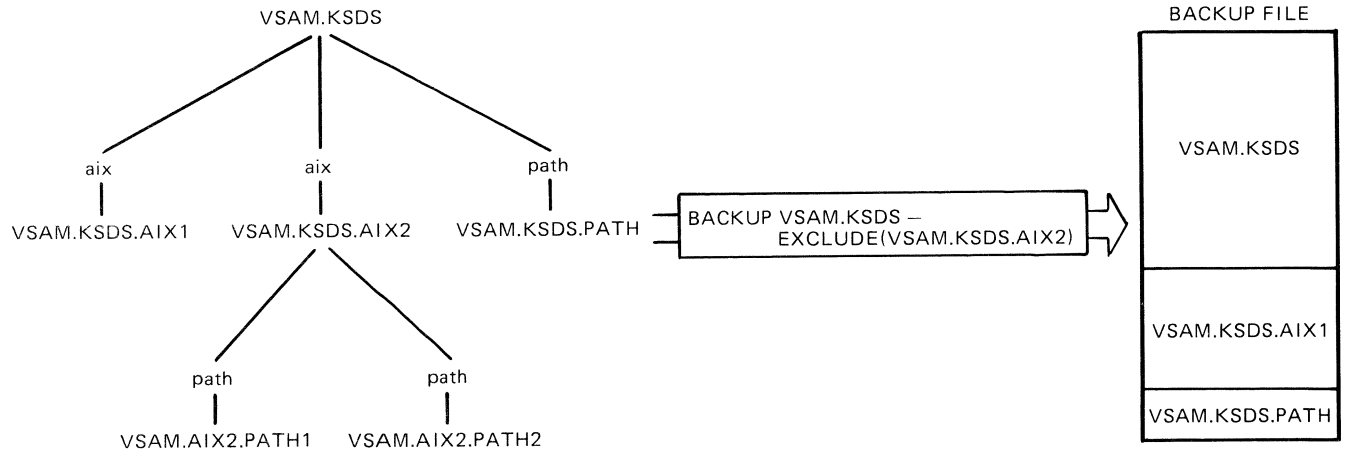 VSAM.KSDS
aix
aix
path
VSAM.KSDS.AIX1
VSAM.KSDS.AIX2
VSAM.KSDS.PATH
path
path
VSAM.AIX2.PATH1
VSAM.AIX2.PATH2
BACKUP VSAM.KSDS –
EXCLUDE(VSAM.KSDS.AIX2)
BACKUP FILE
VSAM.KSDS
VSAM.KSDS.AIX1
VSAM.KSDS.PATH